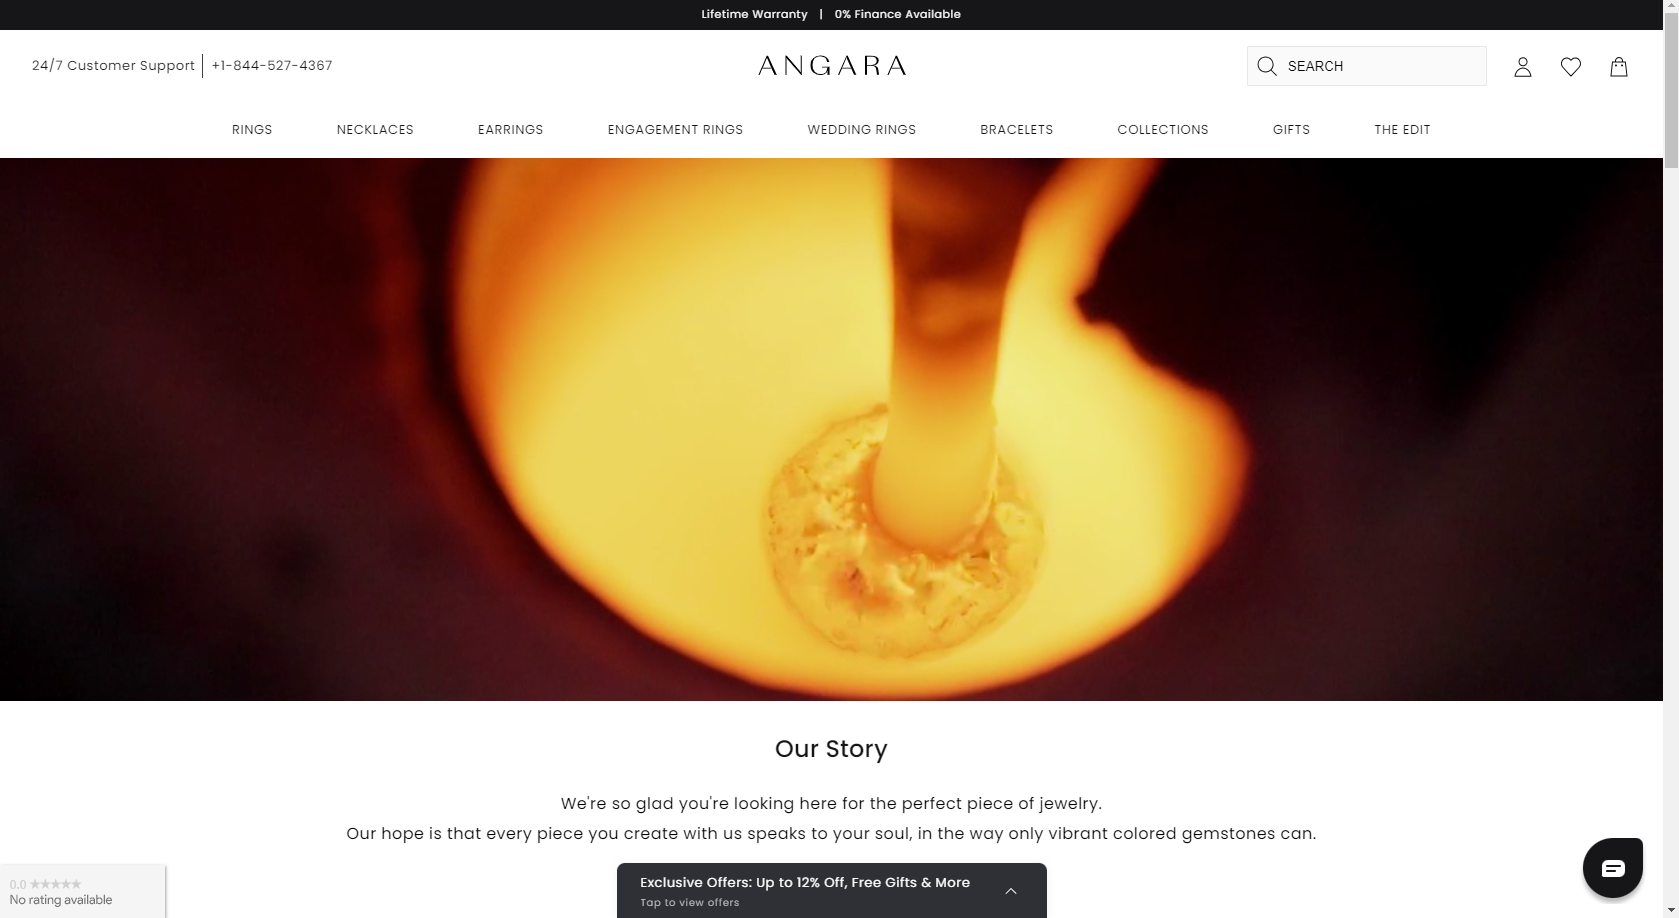 Lifetime Warranty | 0% Finance Available
24/7 Customer Support | +1-844-527-4367
ANGARA
SEARCH
RINGS NECKLACES EARRINGS ENGAGEMENT RINGS WEDDING RINGS BRACELETS COLLECTIONS GIFTS THE EDIT
Our Story
We're so glad you're looking here for the perfect piece of jewelry.
Our hope is that every piece you create with us speaks to your soul, in the way only vibrant colored gemstones can.
Exclusive Offers: Up to 12% Off, Free Gifts & More
Tap to view offers
0.0 ★★★★★
No rating available